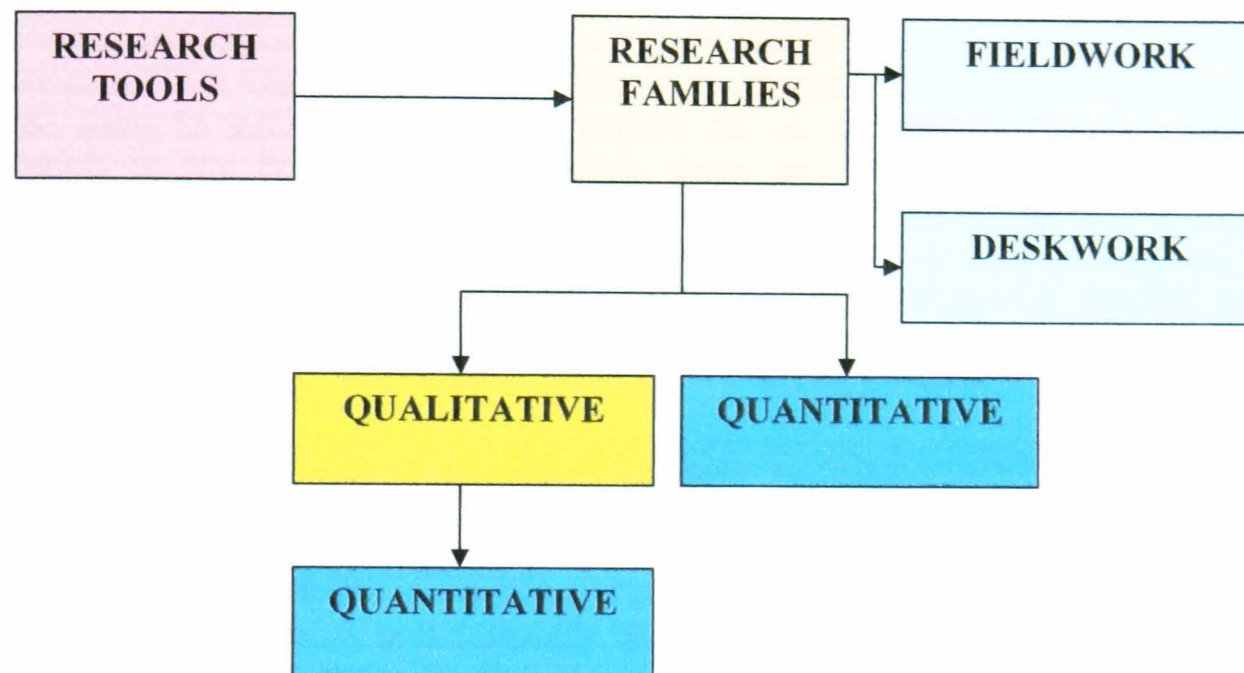 RESEARCH
TOOLS
RESEARCH
FAMILIES
FIELDWORK
DESKWORK
QUALITATIVE
QUANTITATIVE
QUANTITATIVE